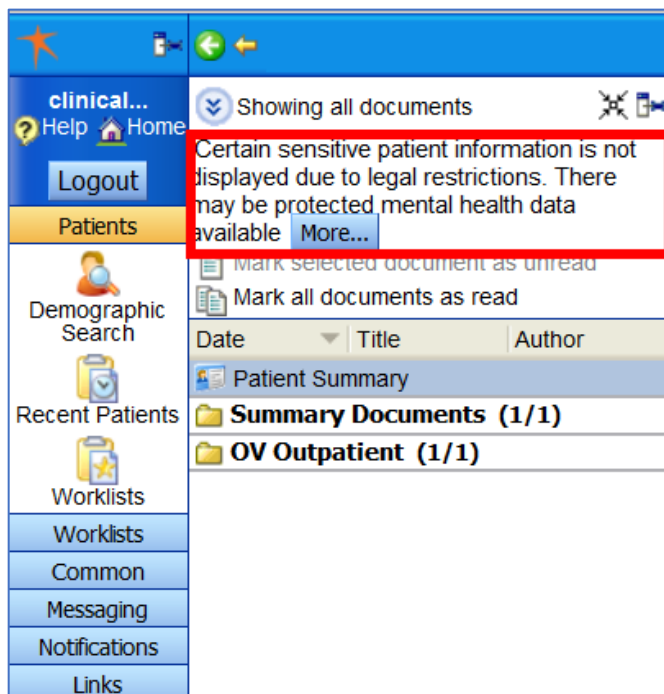 clinical...
Help Home
Logout
Patients
Demographic
Search
Recent Patients
Worklists
Worklists
Common
Messaging
Notifications
Links
Showing all documents
Certain sensitive patient information is not
displayed due to legal restrictions. There
may be protected mental health data
available More...
Mark selected document as unread
Mark all documents as read
Date Title Author
Patient Summary
Summary Documents (1/1)
OV Outpatient (1/1)